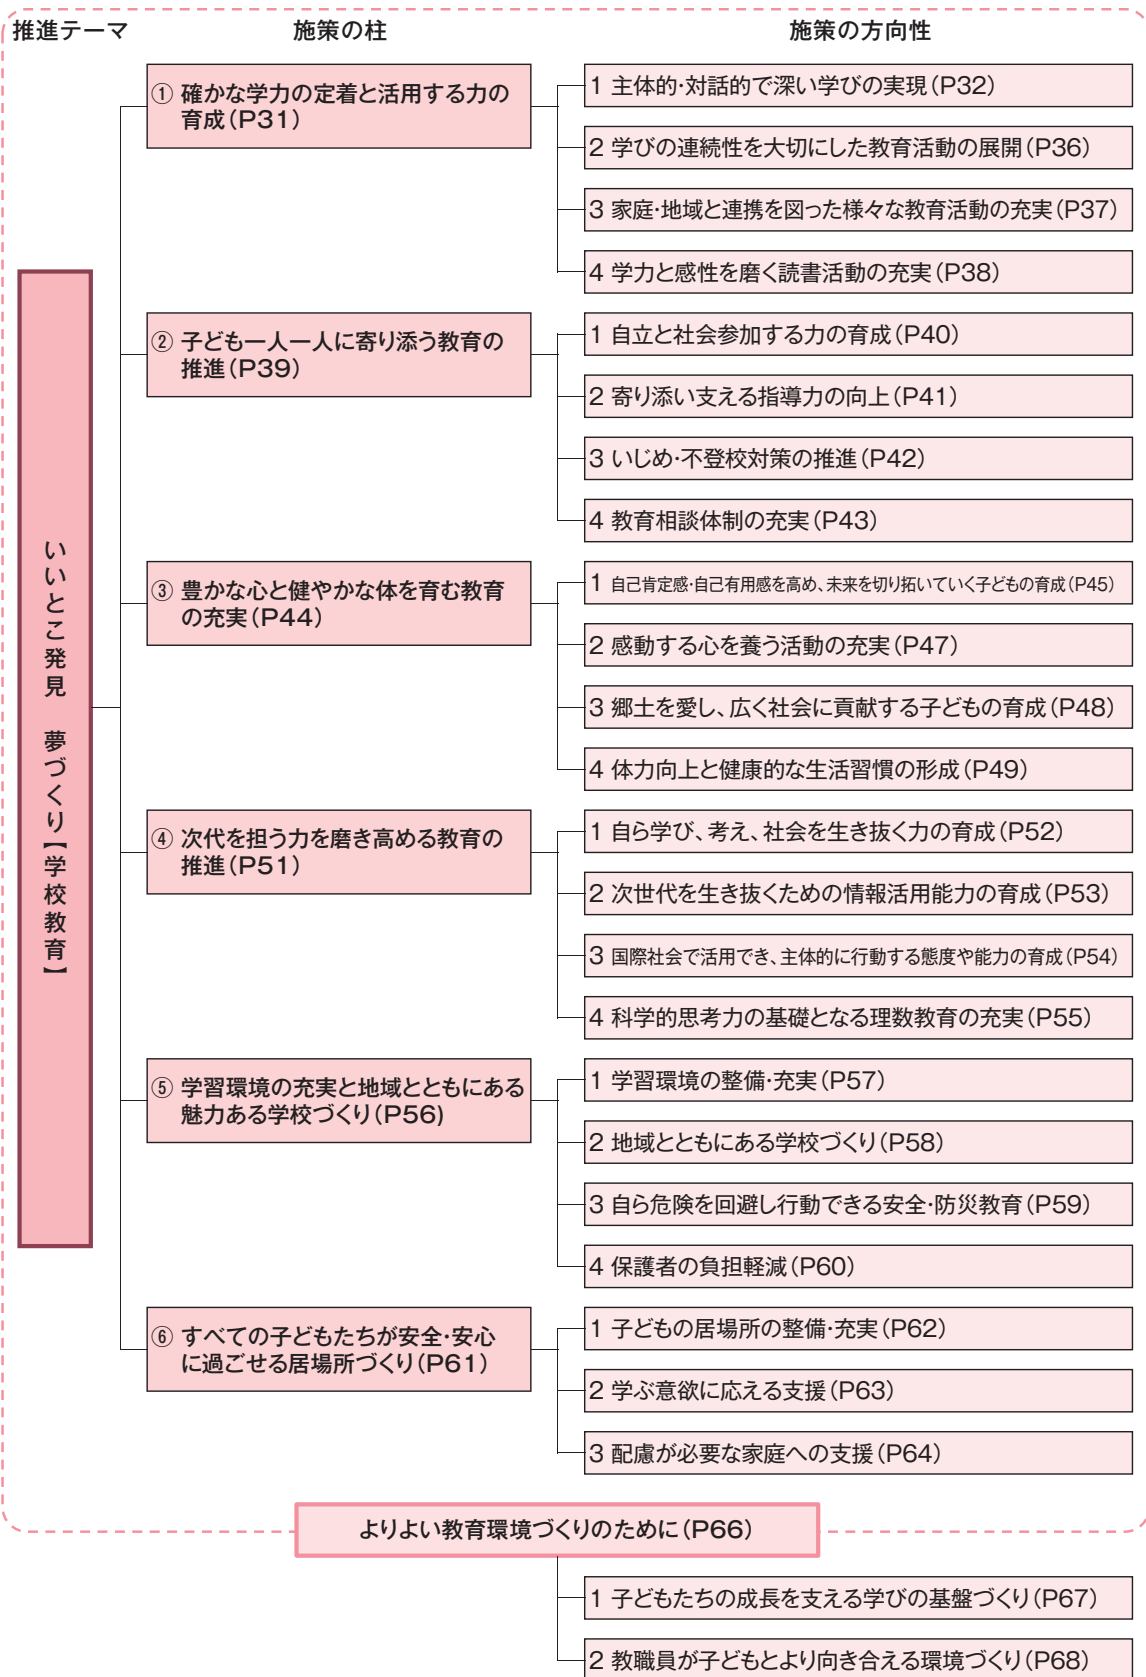 推進テーマ
施策の柱
施策の方向性
いいとこ発見　夢づくり【学校教育】
① 確かな学力の定着と活用する力の
育成(P31)
1 主体的・対話的で深い学びの実現(P32)
2 学びの連続性を大切にした教育活動の展開(P36)
3 家庭・地域と連携を図った様々な教育活動の充実(P37)
4 学力と感性を磨く読書活動の充実(P38)
② 子ども一人一人に寄り添う教育の
推進(P39)
1 自立と社会参加する力の育成(P40)
2 寄り添い支える指導力の向上(P41)
3 いじめ・不登校対策の推進(P42)
4 教育相談体制の充実(P43)
③ 豊かな心と健やかな体を育む教育
の充実(P44)
1 自己肯定感・自己有用感を高め、未来を切り拓いていく子どもの育成(P45)
2 感動する心を養う活動の充実(P47)
3 郷土を愛し、広く社会に貢献する子どもの育成(P48)
4 体力向上と健康的な生活習慣の形成(P49)
④ 次代を担う力を磨き高める教育の
推進(P51)
1 自ら学び、考え、社会を生き抜く力の育成(P52)
2 次世代を生き抜くための情報活用能力の育成(P53)
3 国際社会で活用でき、主体的に行動する態度や能力の育成(P54)
4 科学的思考力の基礎となる理数教育の充実(P55)
⑤ 学習環境の充実と地域とともにある
魅力ある学校づくり(P56)
1 学習環境の整備・充実(P57)
2 地域とともにある学校づくり(P58)
3 自ら危険を回避し行動できる安全・防災教育(P59)
4 保護者の負担軽減(P60)
⑥ すべての子どもたちが安全・安心
に過ごせる居場所づくり(P61)
1 子どもの居場所の整備・充実(P62)
2 学ぶ意欲に応える支援(P63)
3 配慮が必要な家庭への支援(P64)
よりよい教育環境づくりのために(P66)
1 子どもたちの成長を支える学びの基盤づくり(P67)
2 教職員が子どもとより向き合える環境づくり(P68)